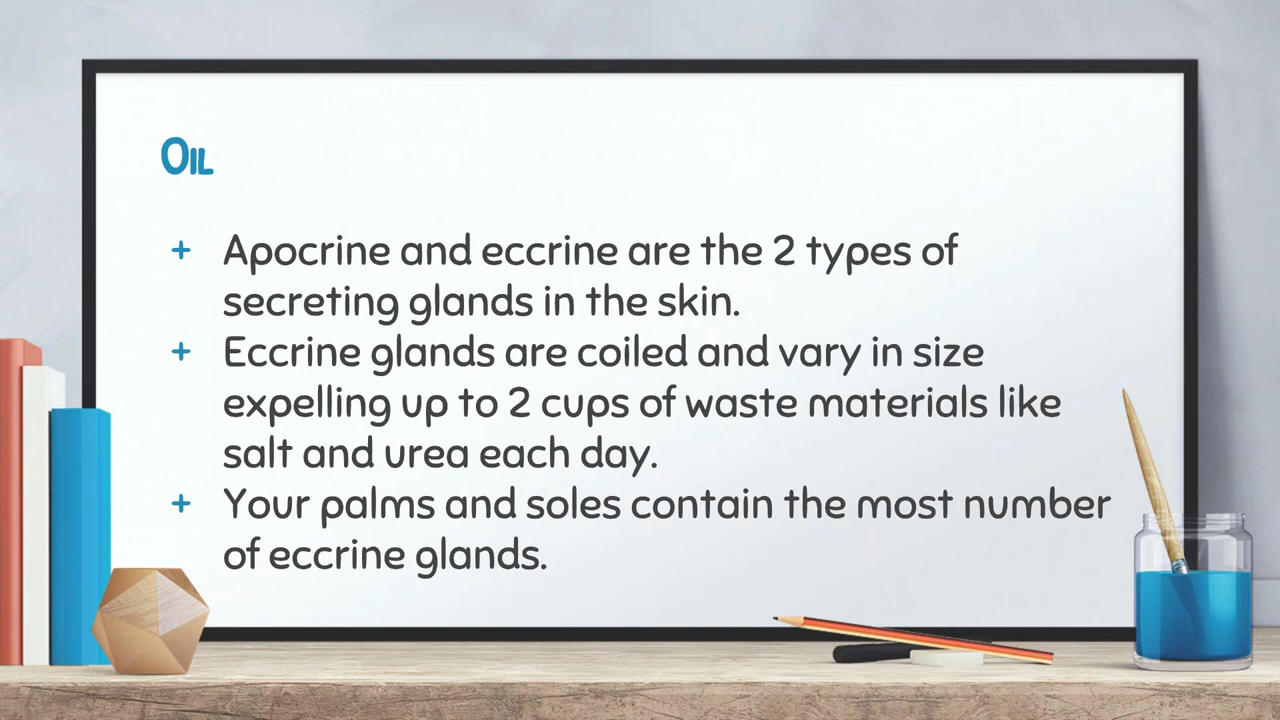 Oil
+ Apocrine and eccrine are the 2 types of
secreting glands in the skin.
+ Eccrine glands are coiled and vary in size
expelling up to 2 cups of waste materials like
salt and urea each day.
+ Your palms and soles contain the most number
of eccrine glands.